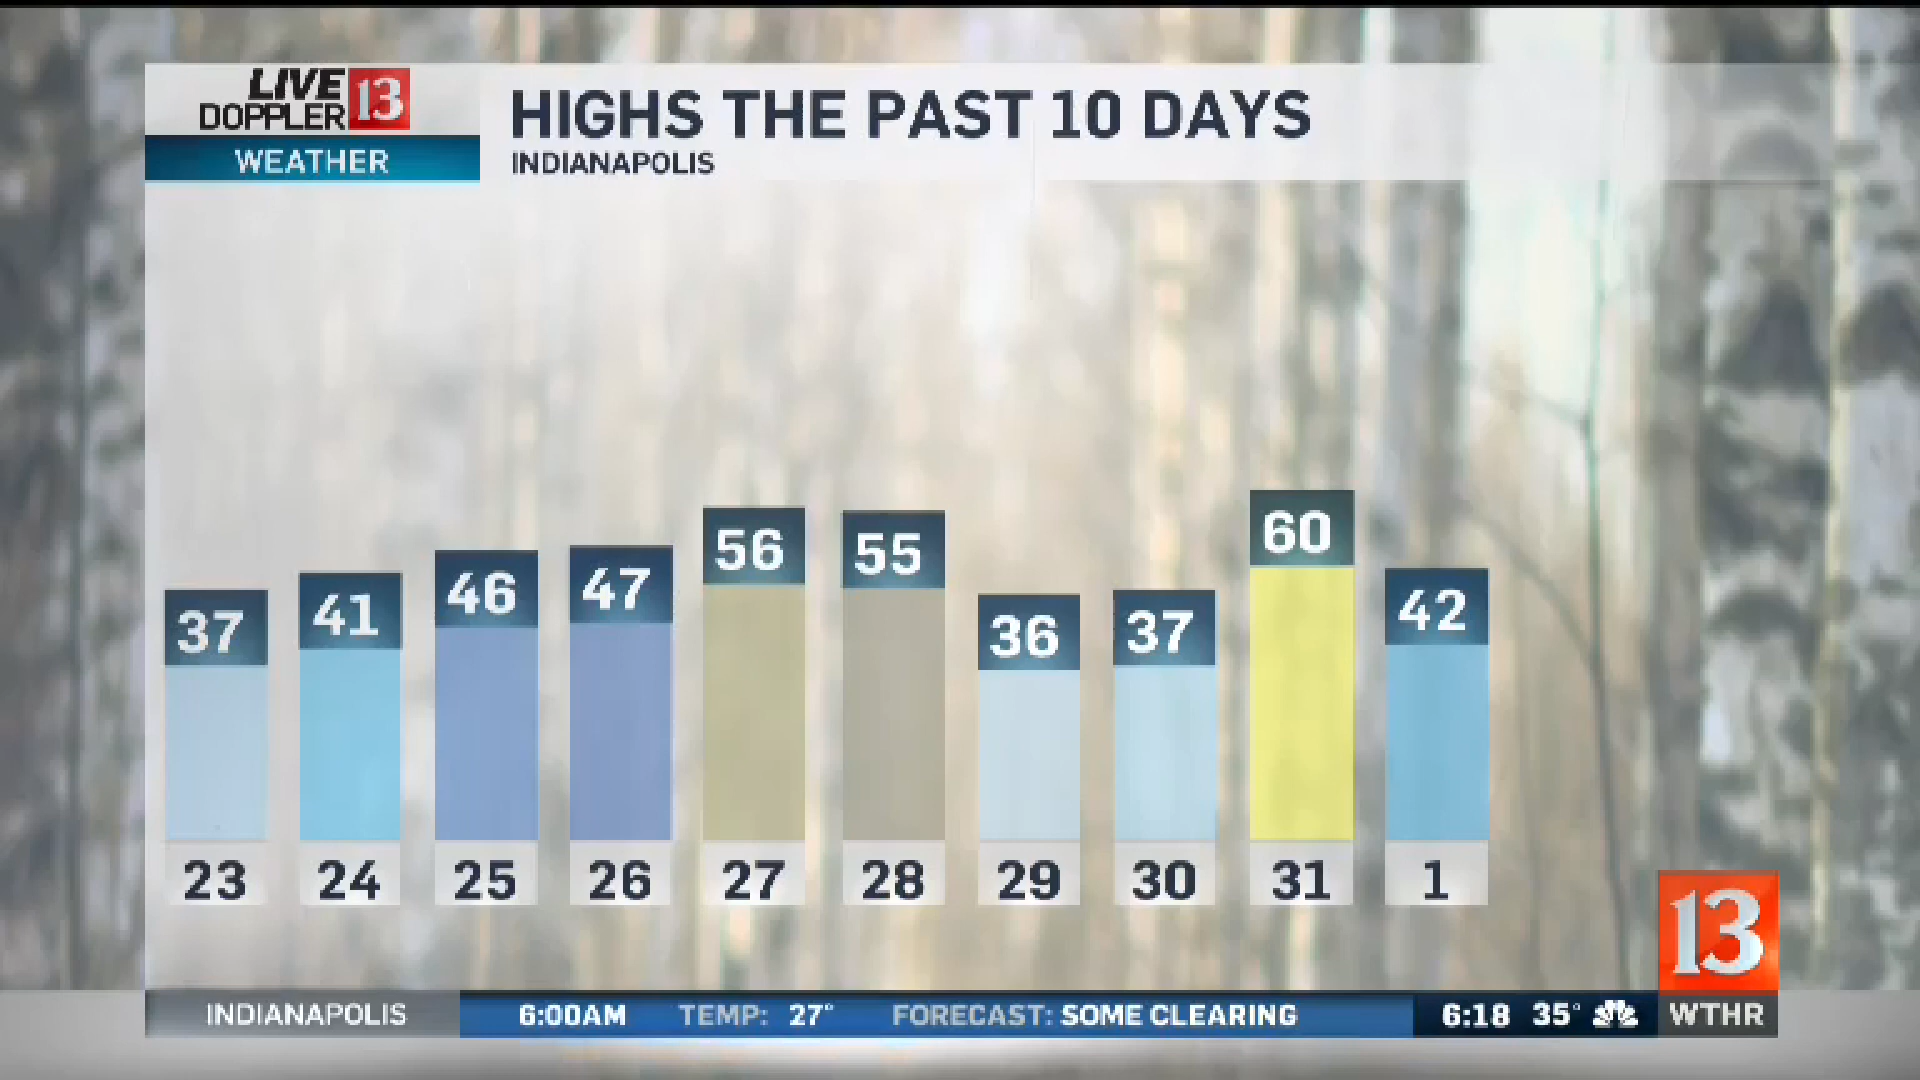 LIVE
DOPPLER 13
WEATHER
HIGHS THE PAST 10 DAYS
INDIANAPOLIS
37 41 46 47 56 55 36 37 60 42
23 24 25 26 27 28 29 30 31 1
13
INDIANAPOLIS 6:00AM TEMP: 27° FORECAST: SOME CLEARING 6:18 35° WTHR